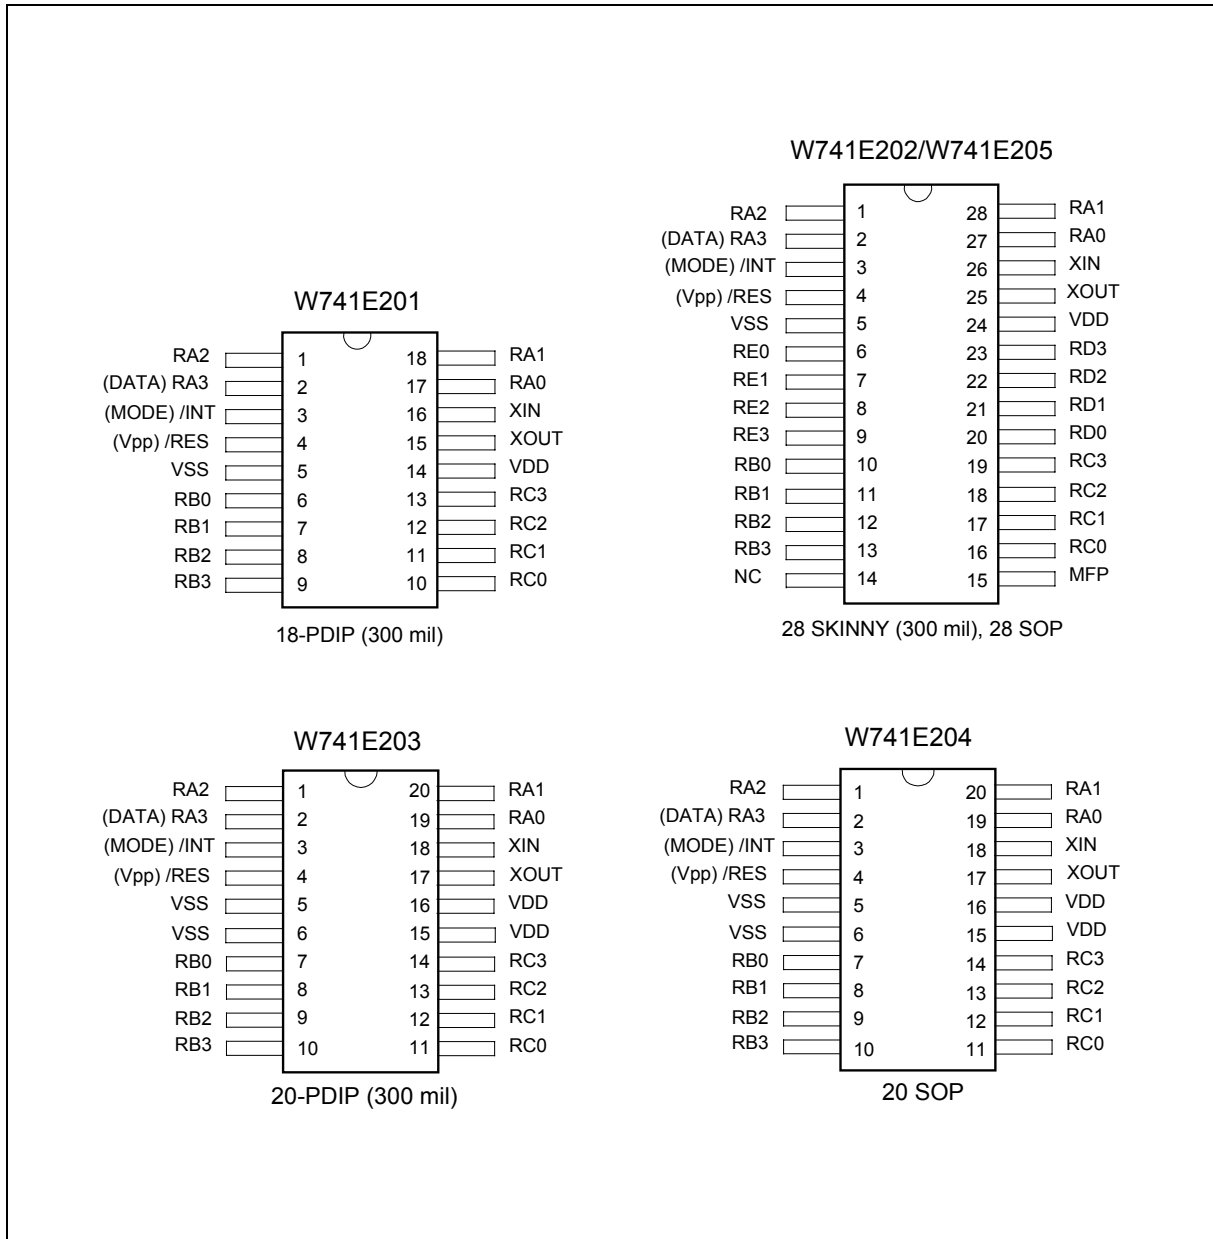 W741E201
RA2 1 18 RA1
(DATA) RA3 2 17 RA0
(MODE) /INT 3 16 XIN
(Vpp) /RES 4 15 XOUT
VSS 5 14 VDD
RB0 6 13 RC3
RB1 7 12 RC2
RB2 8 11 RC1
RB3 9 10 RC0
18-PDIP (300 mil)
W741E202/W741E205
RA2 1 28 RA1
(DATA) RA3 2 27 RA0
(MODE) /INT 3 26 XIN
(Vpp) /RES 4 25 XOUT
VSS 5 24 VDD
RE0 6 23 RD3
RE1 7 22 RD2
RE2 8 21 RD1
RE3 9 20 RD0
RB0 10 19 RC3
RB1 11 18 RC2
RB2 12 17 RC1
RB3 13 16 RC0
NC 14 15 MFP
28 SKINNY (300 mil), 28 SOP
W741E203
RA2 1 20 RA1
(DATA) RA3 2 19 RA0
(MODE) /INT 3 18 XIN
(Vpp) /RES 4 17 XOUT
VSS 5 16 VDD
VSS 6 15 VDD
RB0 7 14 RC3
RB1 8 13 RC2
RB2 9 12 RC1
RB3 10 11 RC0
20-PDIP (300 mil)
W741E204
RA2 1 20 RA1
(DATA) RA3 2 19 RA0
(MODE) /INT 3 18 XIN
(Vpp) /RES 4 17 XOUT
VSS 5 16 VDD
VSS 6 15 VDD
RB0 7 14 RC3
RB1 8 13 RC2
RB2 9 12 RC1
RB3 10 11 RC0
20 SOP